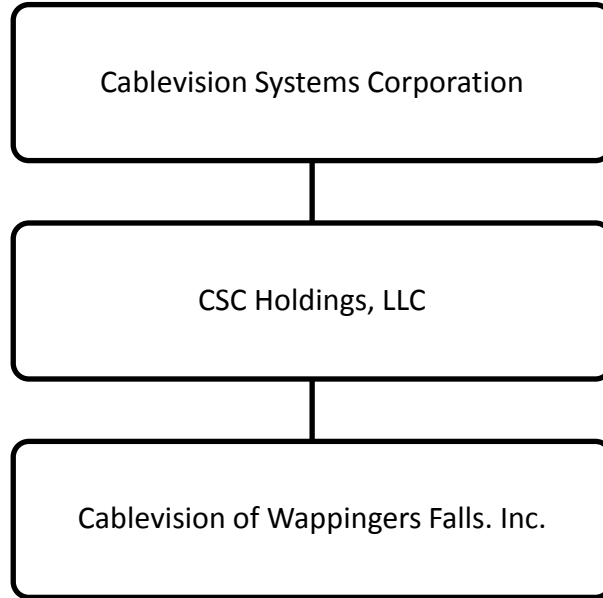 Cablevision Systems Corporation
CSC Holdings, LLC
Cablevision of Wappingers Falls. Inc.